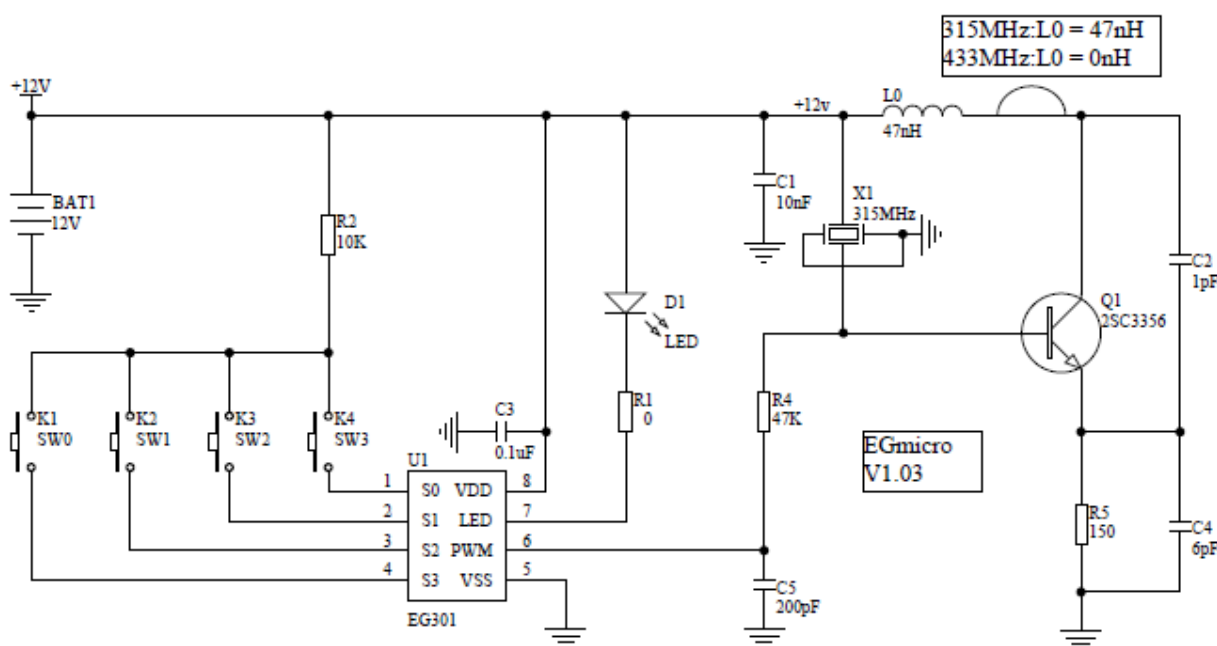 315MHz:L0 = 47nH
433MHz:L0 = 0nH
+12V
+12v
L0
47nH
BAT1
12V
R2
10K
C1
10nF
X1
315MHz
C2
1pF
D1
LED
Q1
2SC3356
K1
SW0
K2
SW1
K3
SW2
K4
SW3
C3
0.1uF
R1
0
R4
47K
EGmicro
V1.03
U1
1 S0 VDD 8
2 S1 LED 7
3 S2 PWM 6
4 S3 VSS 5
EG301
C5
200pF
R5
150
C4
6pF